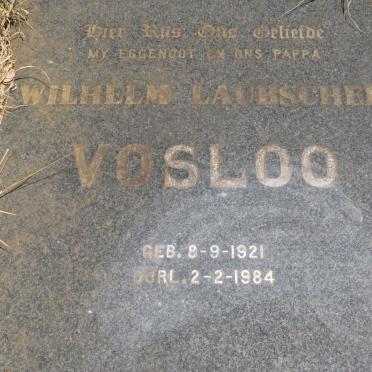 Hier Rus Ons Geliefde
MY EGGENOOT EN ONS PAPPA
WILHELM LAUBSCHER
VOSLOO
GEB. 8-9-1921
OORL. 2-2-1984